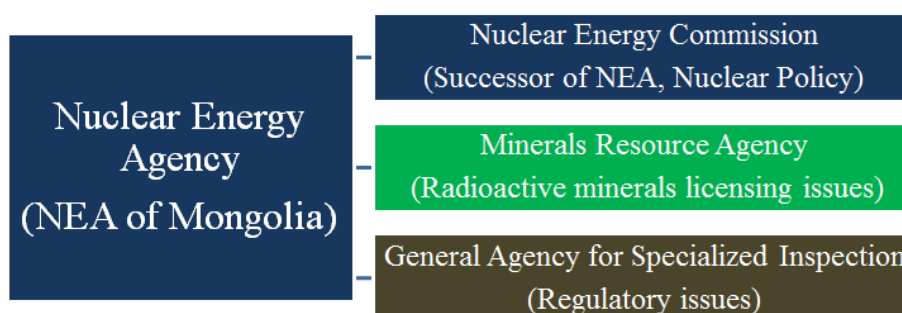 Nuclear Energy
Agency
(NEA of Mongolia)
Nuclear Energy Commission
(Successor of NEA, Nuclear Policy)
Minerals Resource Agency
(Radioactive minerals licensing issues)
General Agency for Specialized Inspection
(Regulatory issues)